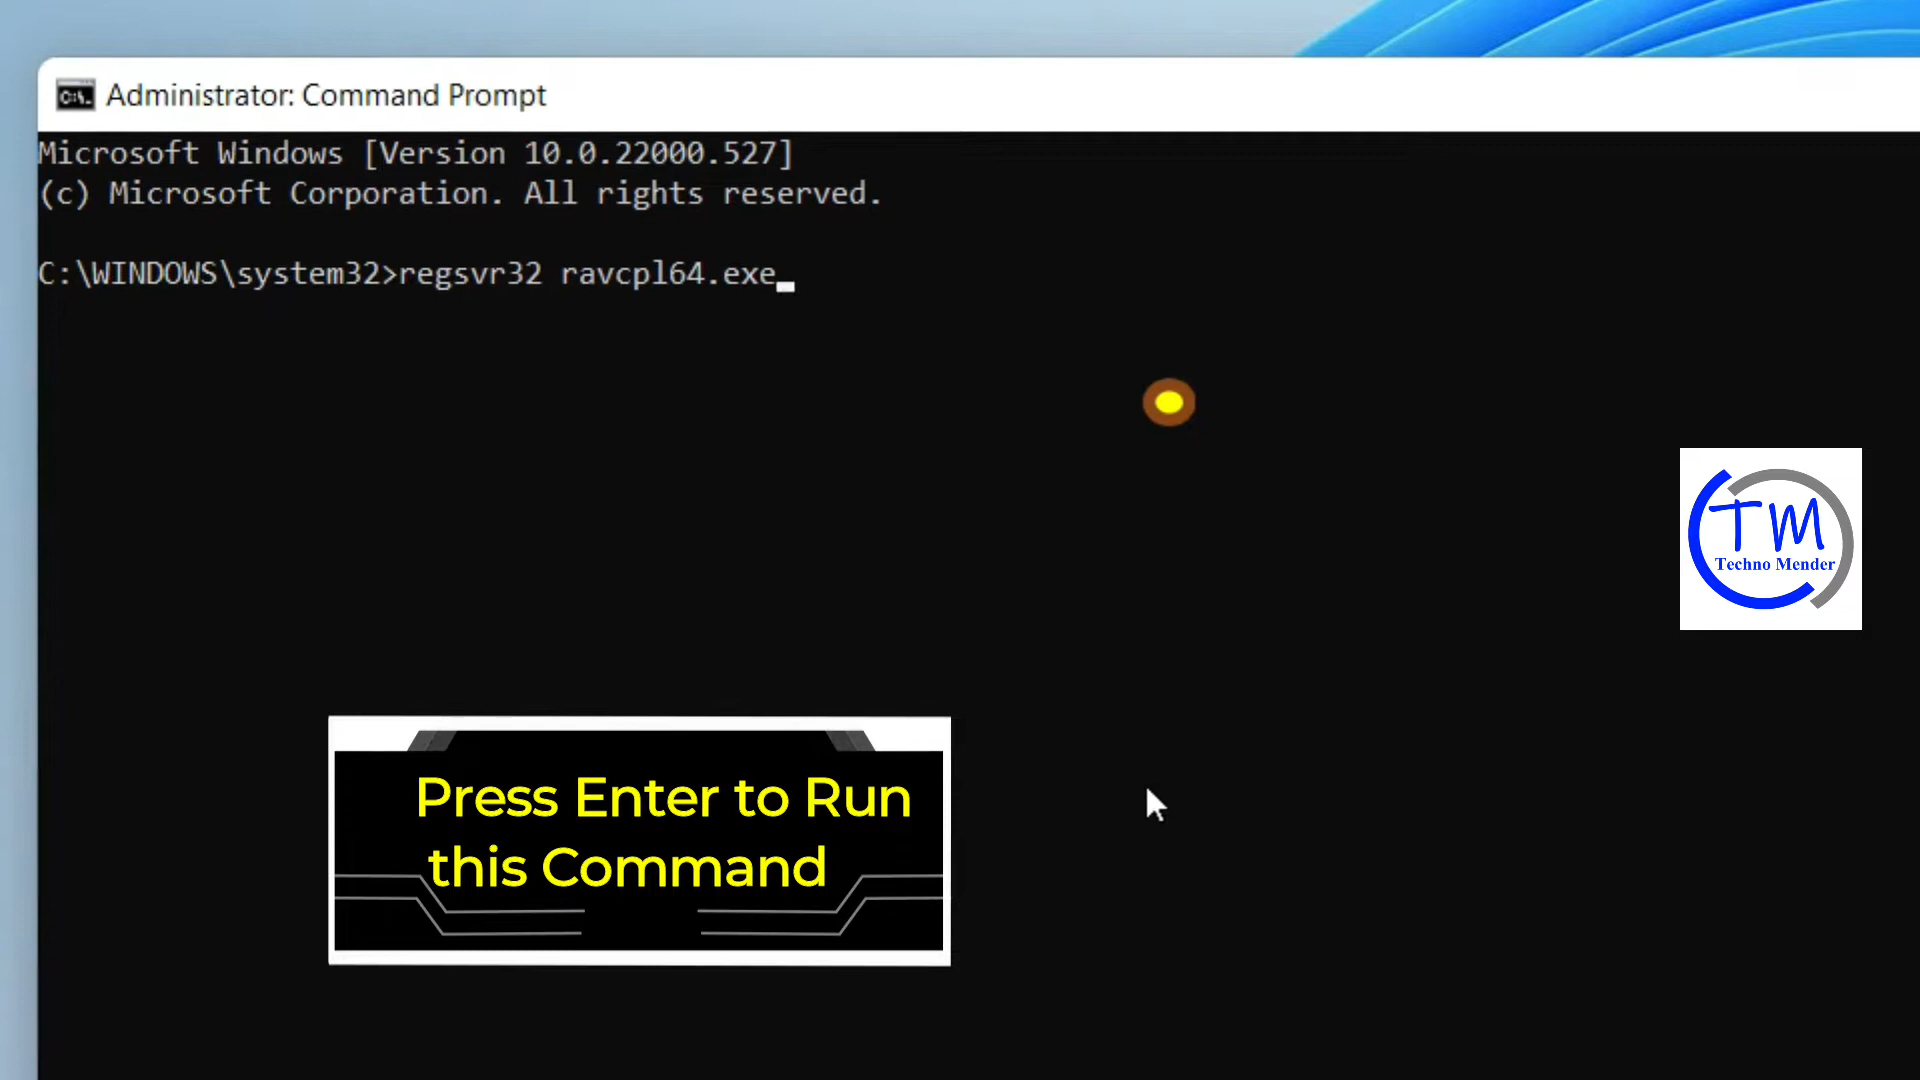 Administrator: Command Prompt
Microsoft Windows [Version 10.0.22000.527]
(c) Microsoft Corporation. All rights reserved.
C:\WINDOWS\system32>regsvr32 ravcpl64.exe
TM
Techno Mender
Press Enter to Run
this Command